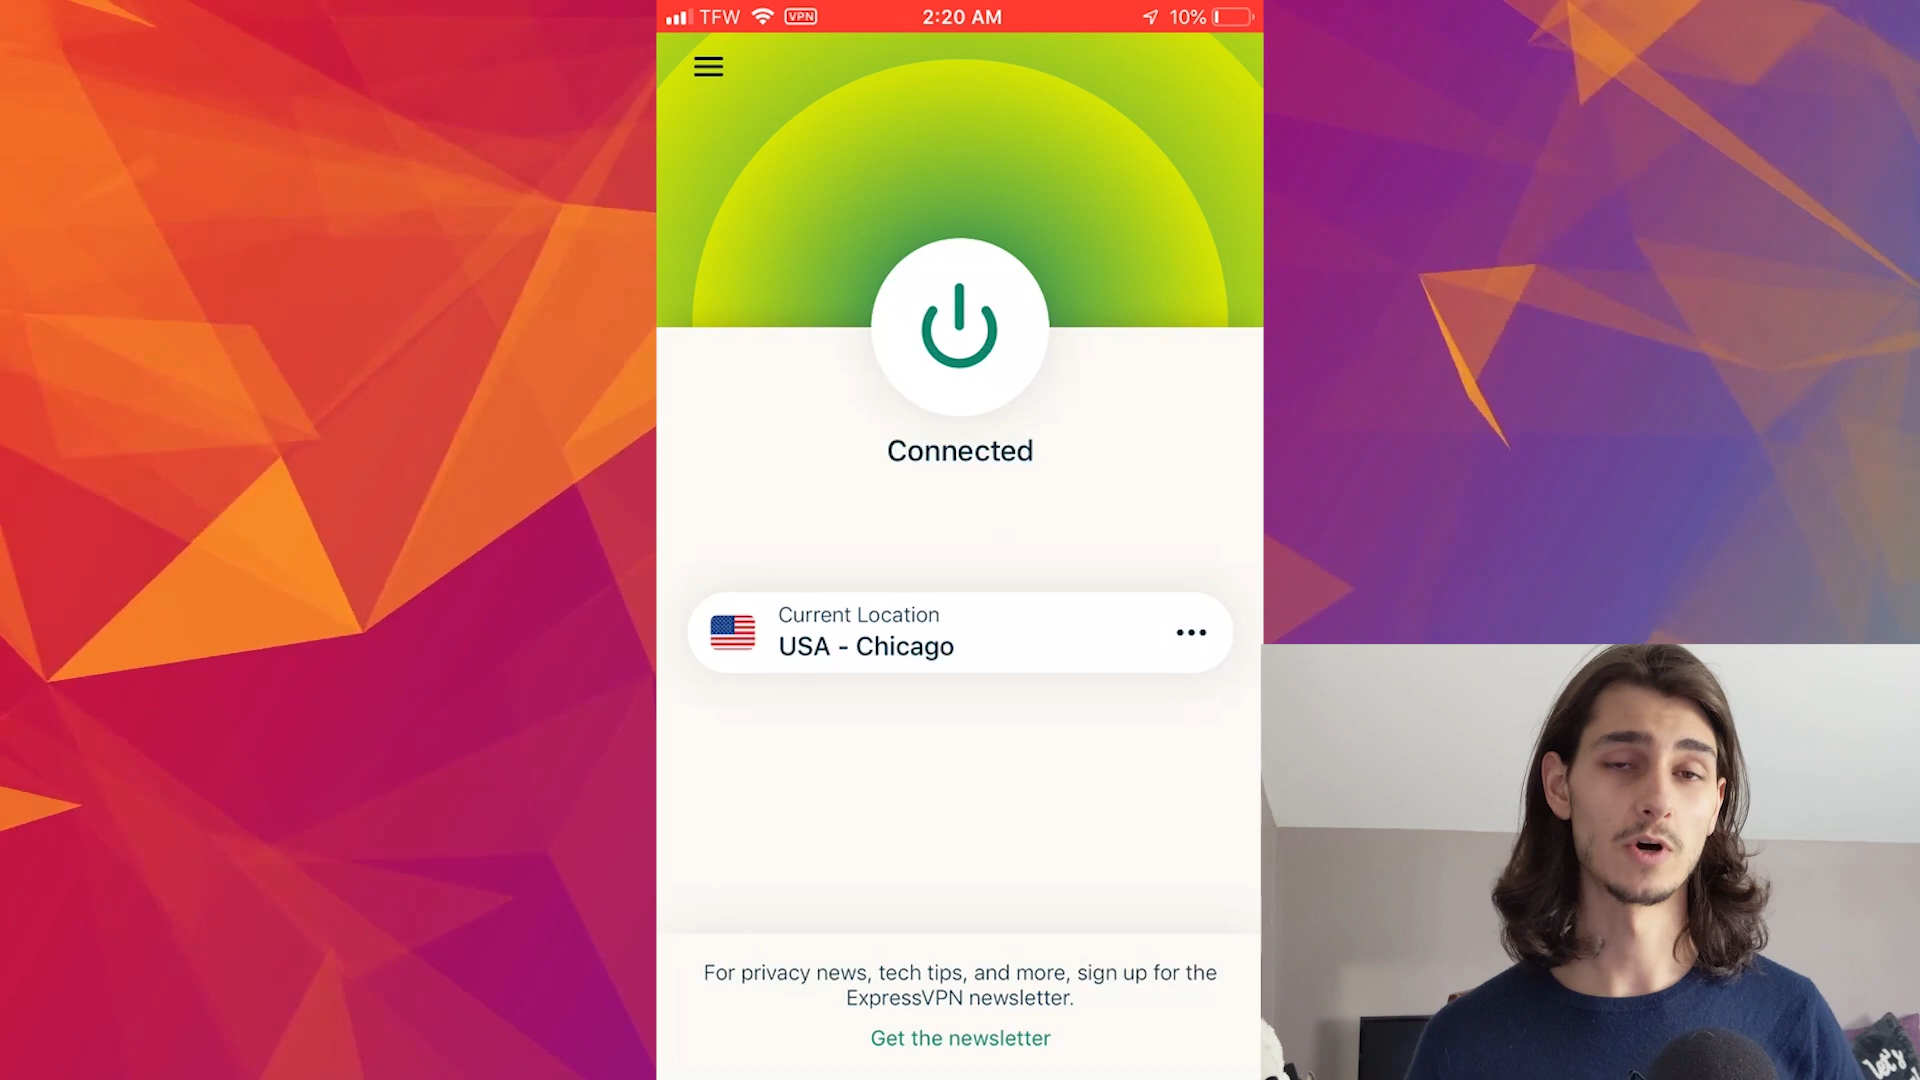 TFW VPN 2:20 AM 10%
Connected
Current Location
USA - Chicago
For privacy news, tech tips, and more, sign up for the
ExpressVPN newsletter.
Get the newsletter